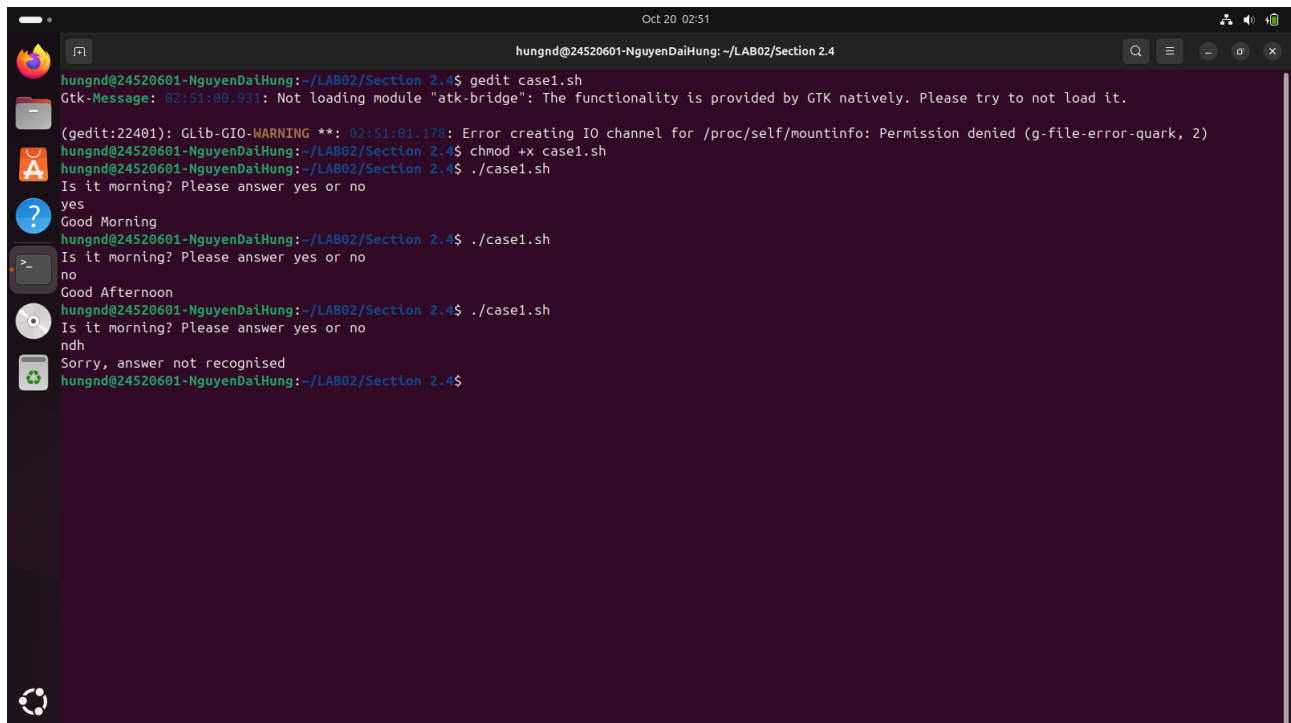 Oct 20 02:51
hungnd@24520601-NguyenDaiHung: ~/LAB02/Section 2.4
hungnd@24520601-NguyenDaiHung:~/LAB02/Section 2.4$ gedit case1.sh
Gtk-Message: 02:51:00.931: Not loading module "atk-bridge": The functionality is provided by GTK natively. Please try to not load it.
(gedit:22401): GLib-GIO-WARNING **: 02:51:01.178: Error creating IO channel for /proc/self/mountinfo: Permission denied (g-file-error-quark, 2)
hungnd@24520601-NguyenDaiHung:~/LAB02/Section 2.4$ chmod +x case1.sh
hungnd@24520601-NguyenDaiHung:~/LAB02/Section 2.4$ ./case1.sh
Is it morning? Please answer yes or no
yes
Good Morning
hungnd@24520601-NguyenDaiHung:~/LAB02/Section 2.4$ ./case1.sh
Is it morning? Please answer yes or no
no
Good Afternoon
hungnd@24520601-NguyenDaiHung:~/LAB02/Section 2.4$ ./case1.sh
Is it morning? Please answer yes or no
ndh
Sorry, answer not recognised
hungnd@24520601-NguyenDaiHung:~/LAB02/Section 2.4$